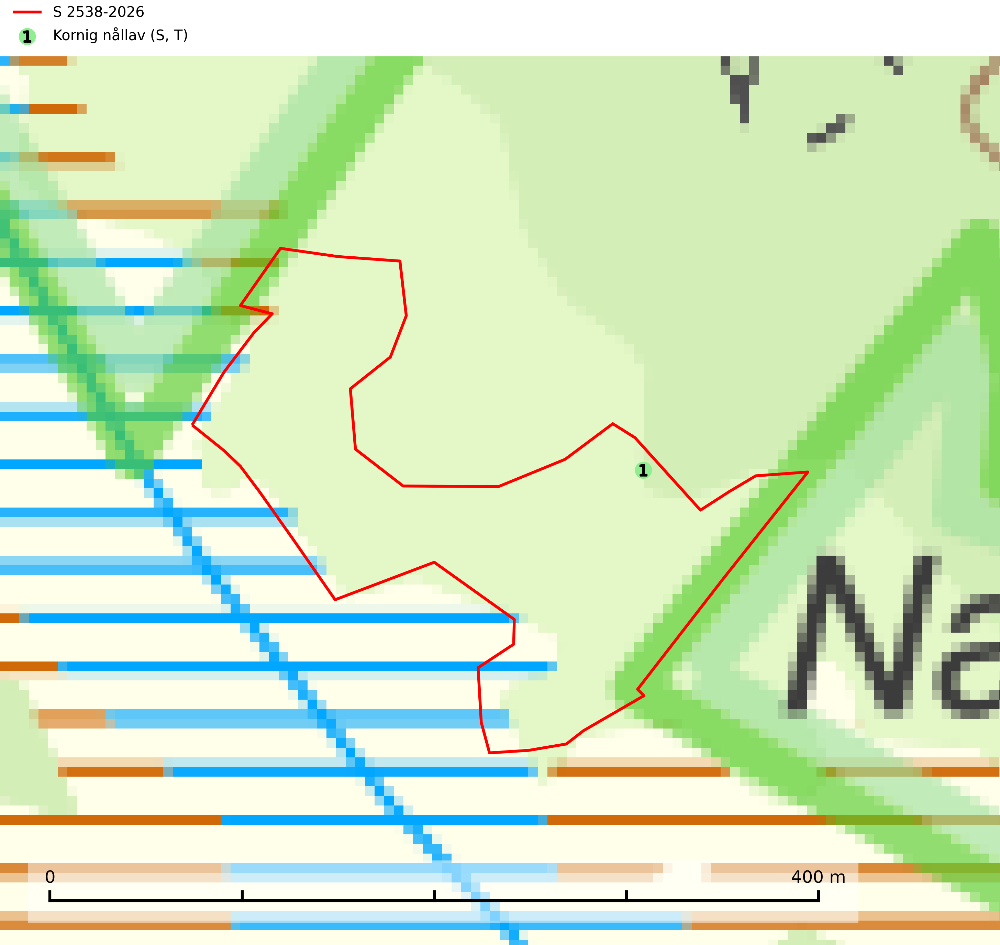 S 2538-2026
1 Kornig nållav (S, T)
1
0 400 m